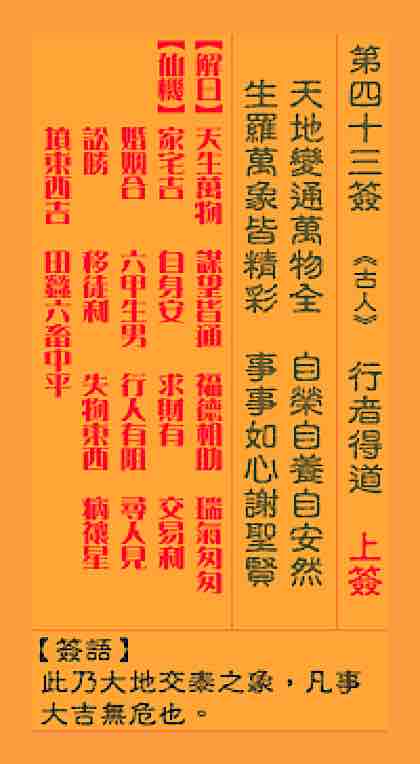 第四十三簽 《古人》 行者得道 上簽
天地變通萬物全 自榮自養自安然
生羅萬象皆精彩 事事如心謝聖賢
【解曰】天生萬物 謀望皆通 福德輔助 瑞氣匆匆
【仙機】家宅吉 自身安 求財有 交易利
婚姻合 六甲生男 行人有阻 尋人見
訟勝 移徒利 失物東西 病禳星
墳東西吉 田蠶六畜中平
【簽語】
此乃大地交泰之象，凡事
大吉無危也。